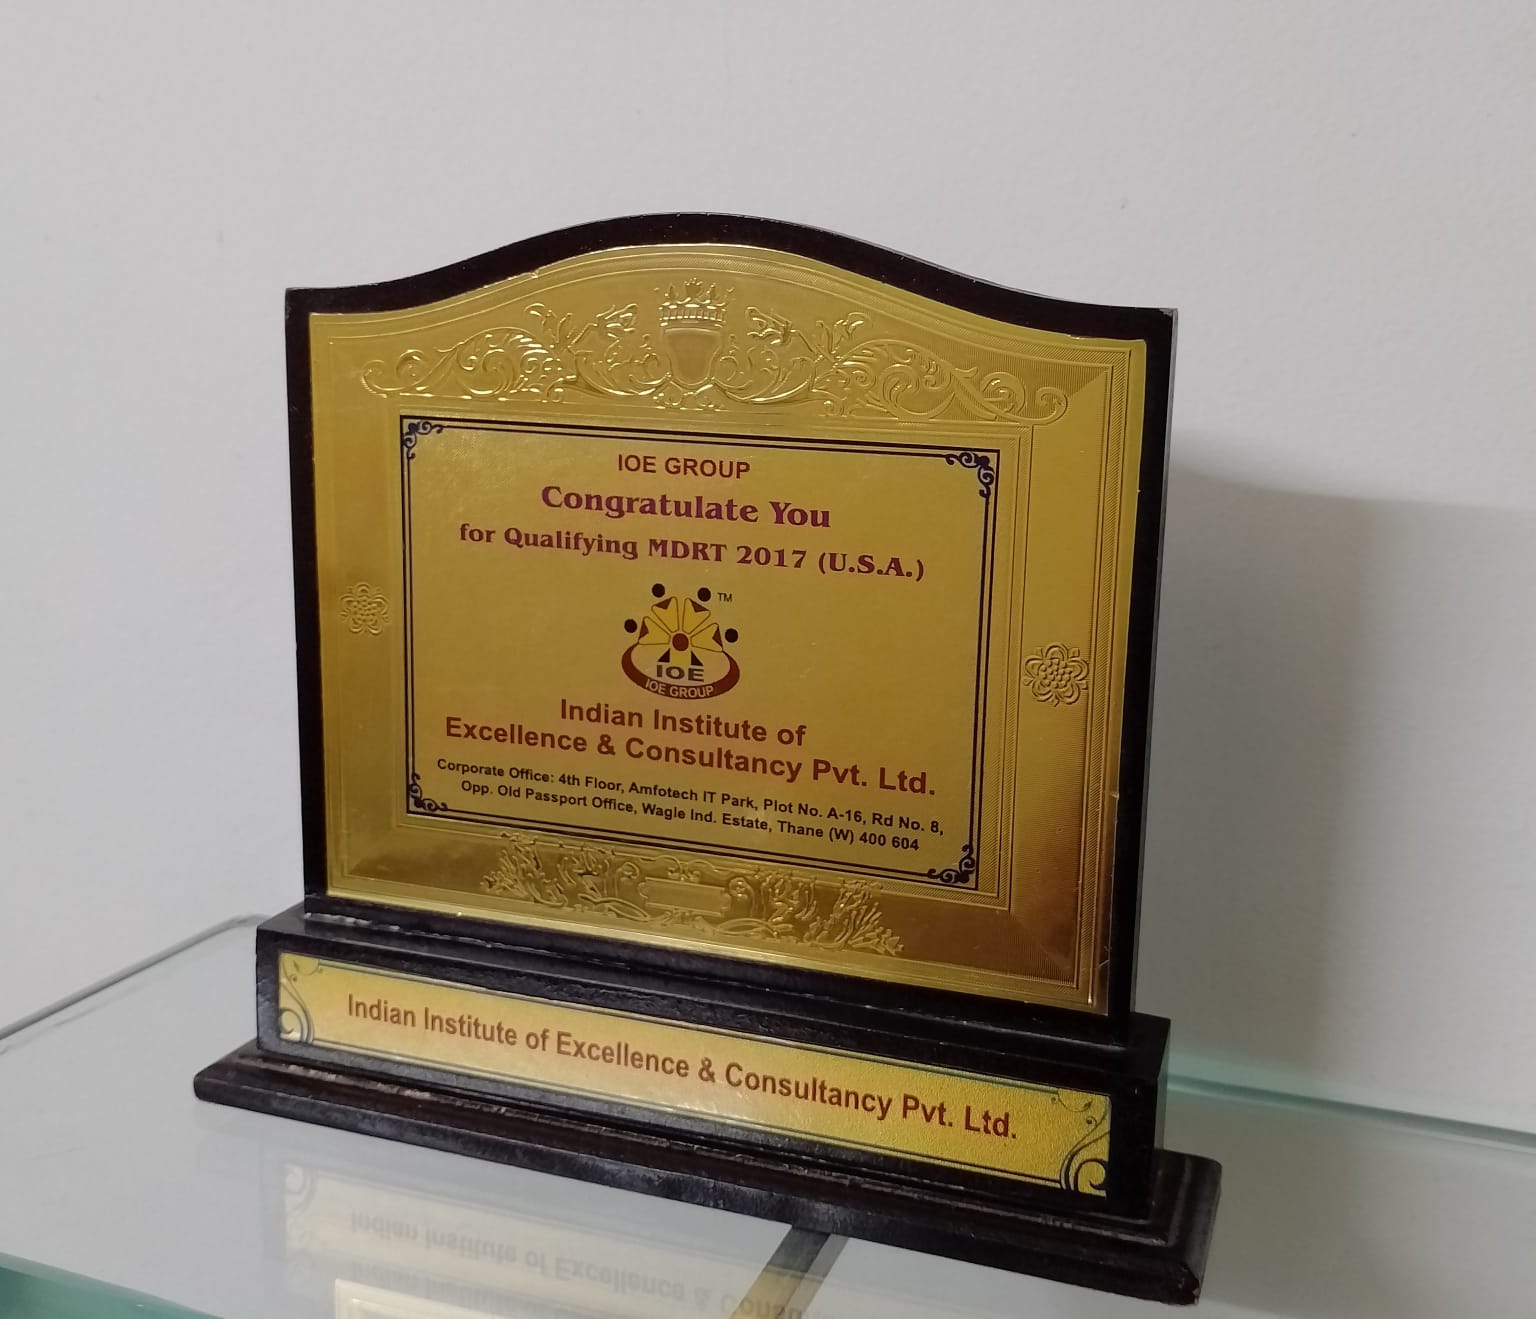 IOE GROUP
Congratulate You
for Qualifying MDRT 2017 (U.S.A.)
TM
IOE
IOE GROUP
Indian Institute of
Excellence & Consultancy Pvt. Ltd.
Corporate Office: 4th Floor, Amfotech IT Park, Plot No. A-16, Rd No. 8,
Opp. Old Passport Office, Wagle Ind. Estate, Thane (W) 400 604
Indian Institute of Excellence & Consultancy Pvt. Ltd.